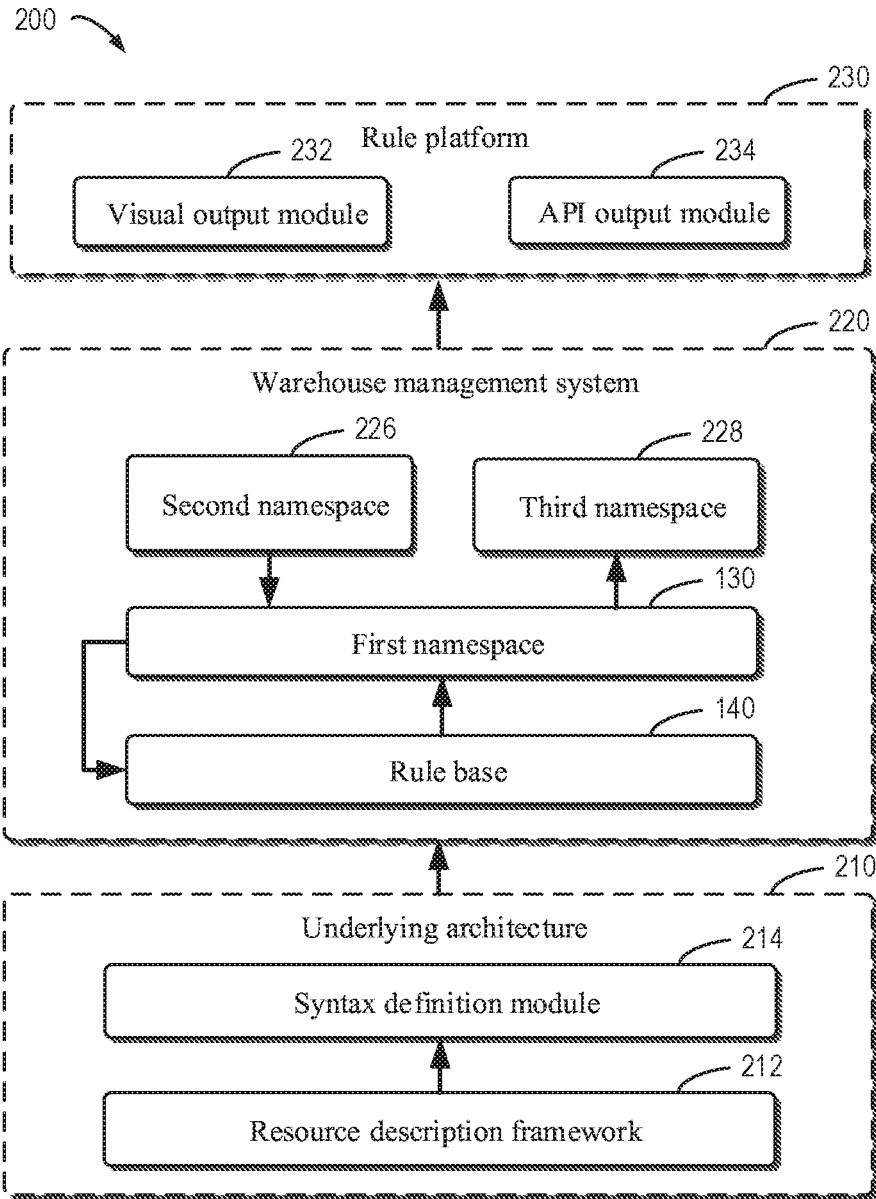 200
230
Rule platform
232
234
Visual output module
API output module
220
Warehouse management system
226
228
Second namespace
Third namespace
130
First namespace
140
Rule base
210
Underlying architecture
214
Syntax definition module
212
Resource description framework